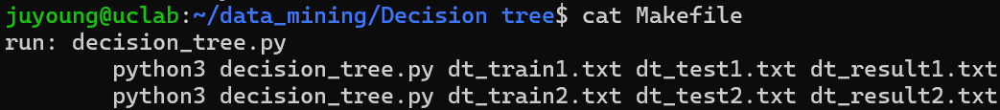 juyoung@uclab:~/data_mining/Decision tree$ cat Makefile
run: decision_tree.py
        python3 decision_tree.py dt_train1.txt dt_test1.txt dt_result1.txt
        python3 decision_tree.py dt_train2.txt dt_test2.txt dt_result2.txt